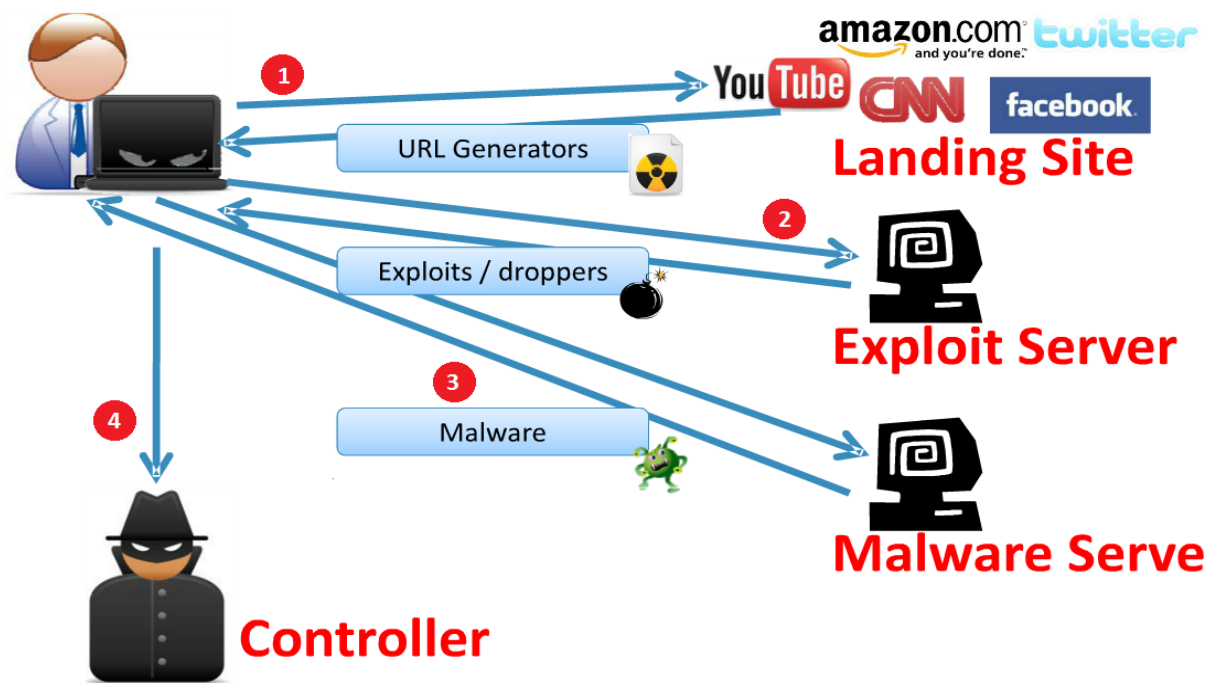 amazon.com
and you're done.™
twitter
1
YouTube
CNN
facebook.
URL Generators
Landing Site
2
Exploits / droppers
Exploit Server
3
4
Malware
Malware Serve
Controller